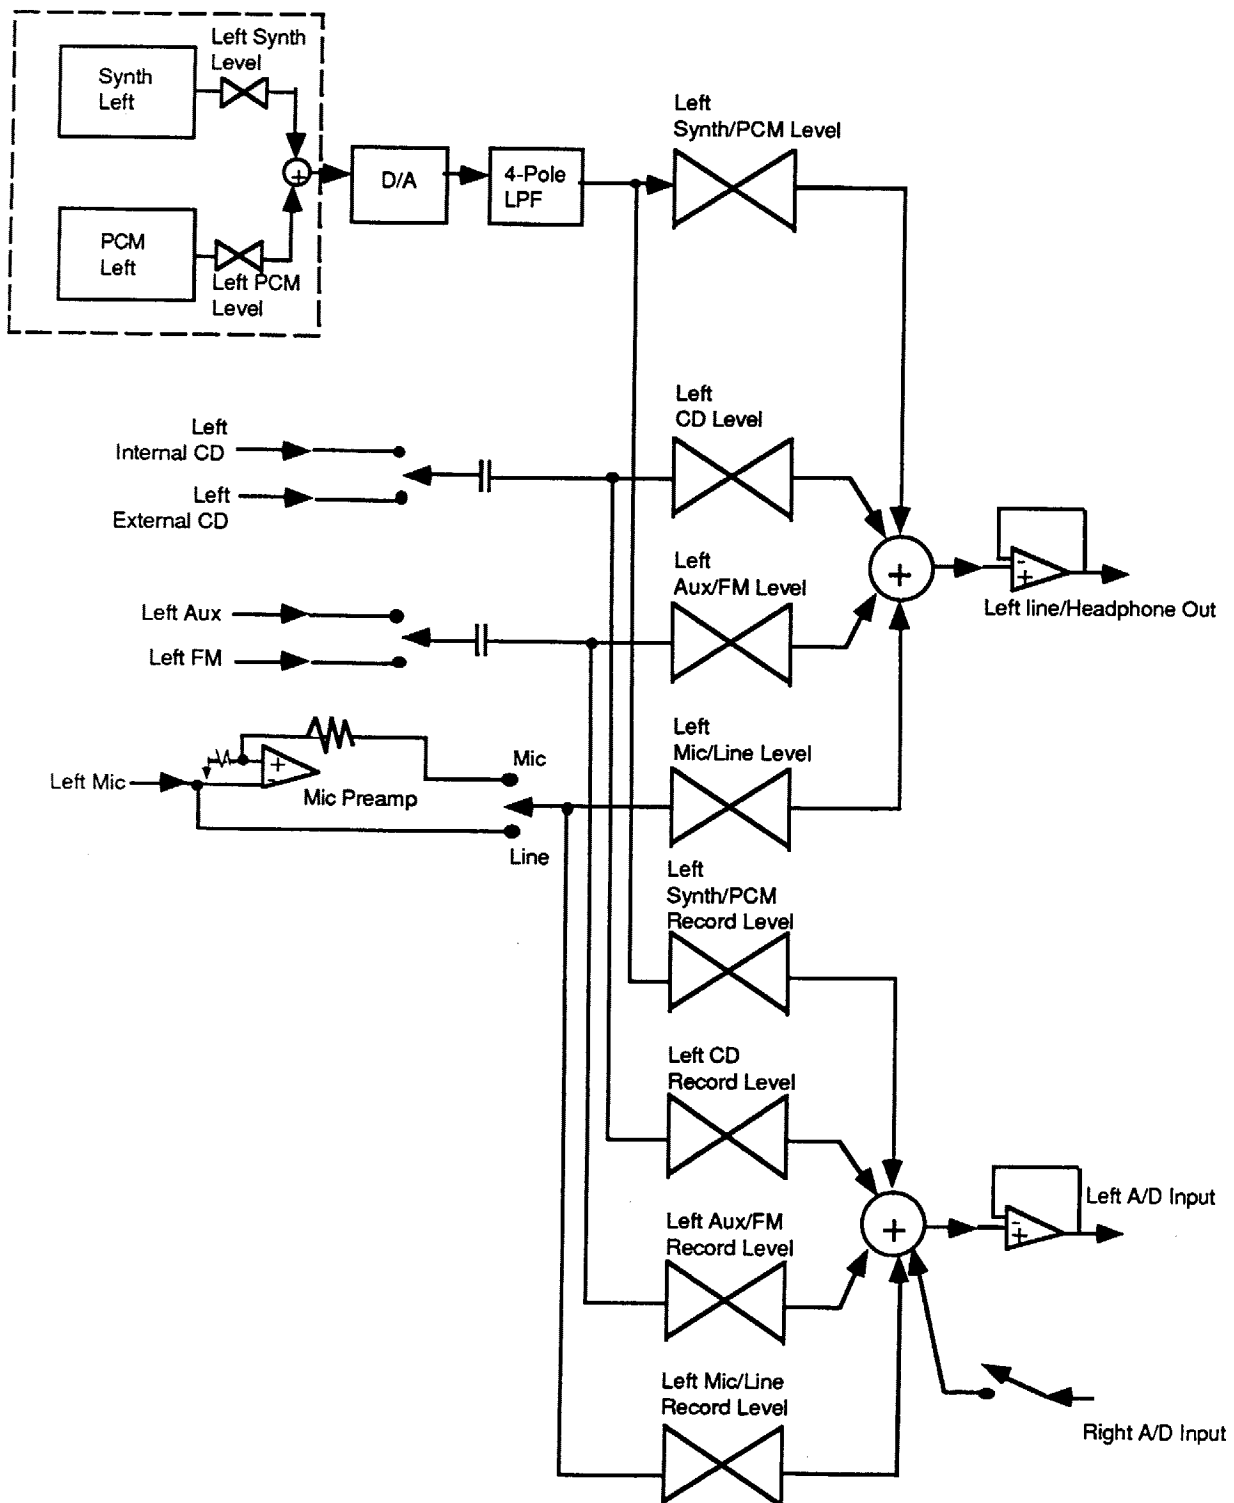 Left Synth
Level
Synth
Left
PCM
Left
Left PCM
Level
+
D/A
4-Pole
LPF
Left
Synth/PCM Level
Left
Internal CD
Left
External CD
Left
CD Level
Left Aux
Left FM
Left
Aux/FM Level
+
-
+
Left line/Headphone Out
Left Mic
+
-
Mic Preamp
Mic
Line
Left
Mic/Line Level
Left
Synth/PCM
Record Level
Left CD
Record Level
Left Aux/FM
Record Level
+
-
+
Left A/D Input
Left Mic/Line
Record Level
Right A/D Input